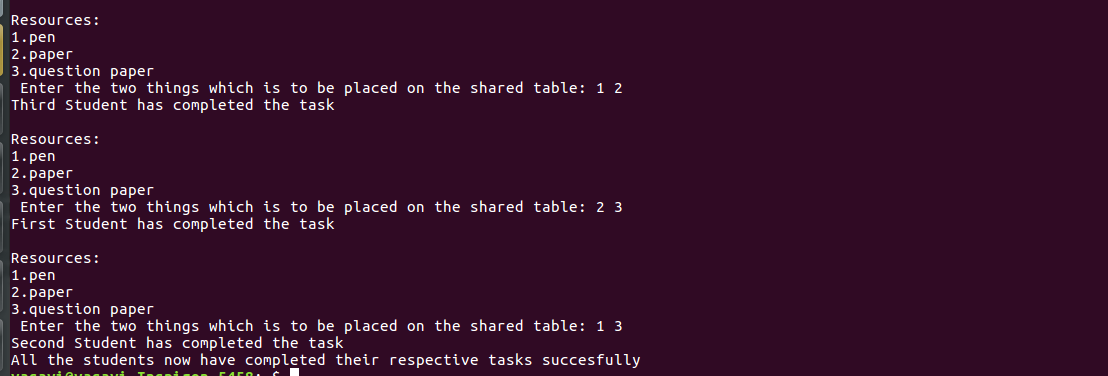 Resources:
1.pen
2.paper
3.question paper
Enter the two things which is to be placed on the shared table: 1 2
Third Student has completed the task
Resources:
1.pen
2.paper
3.question paper
Enter the two things which is to be placed on the shared table: 2 3
First Student has completed the task
Resources:
1.pen
2.paper
3.question paper
Enter the two things which is to be placed on the shared table: 1 3
Second Student has completed the task
All the students now have completed their respective tasks succesfully